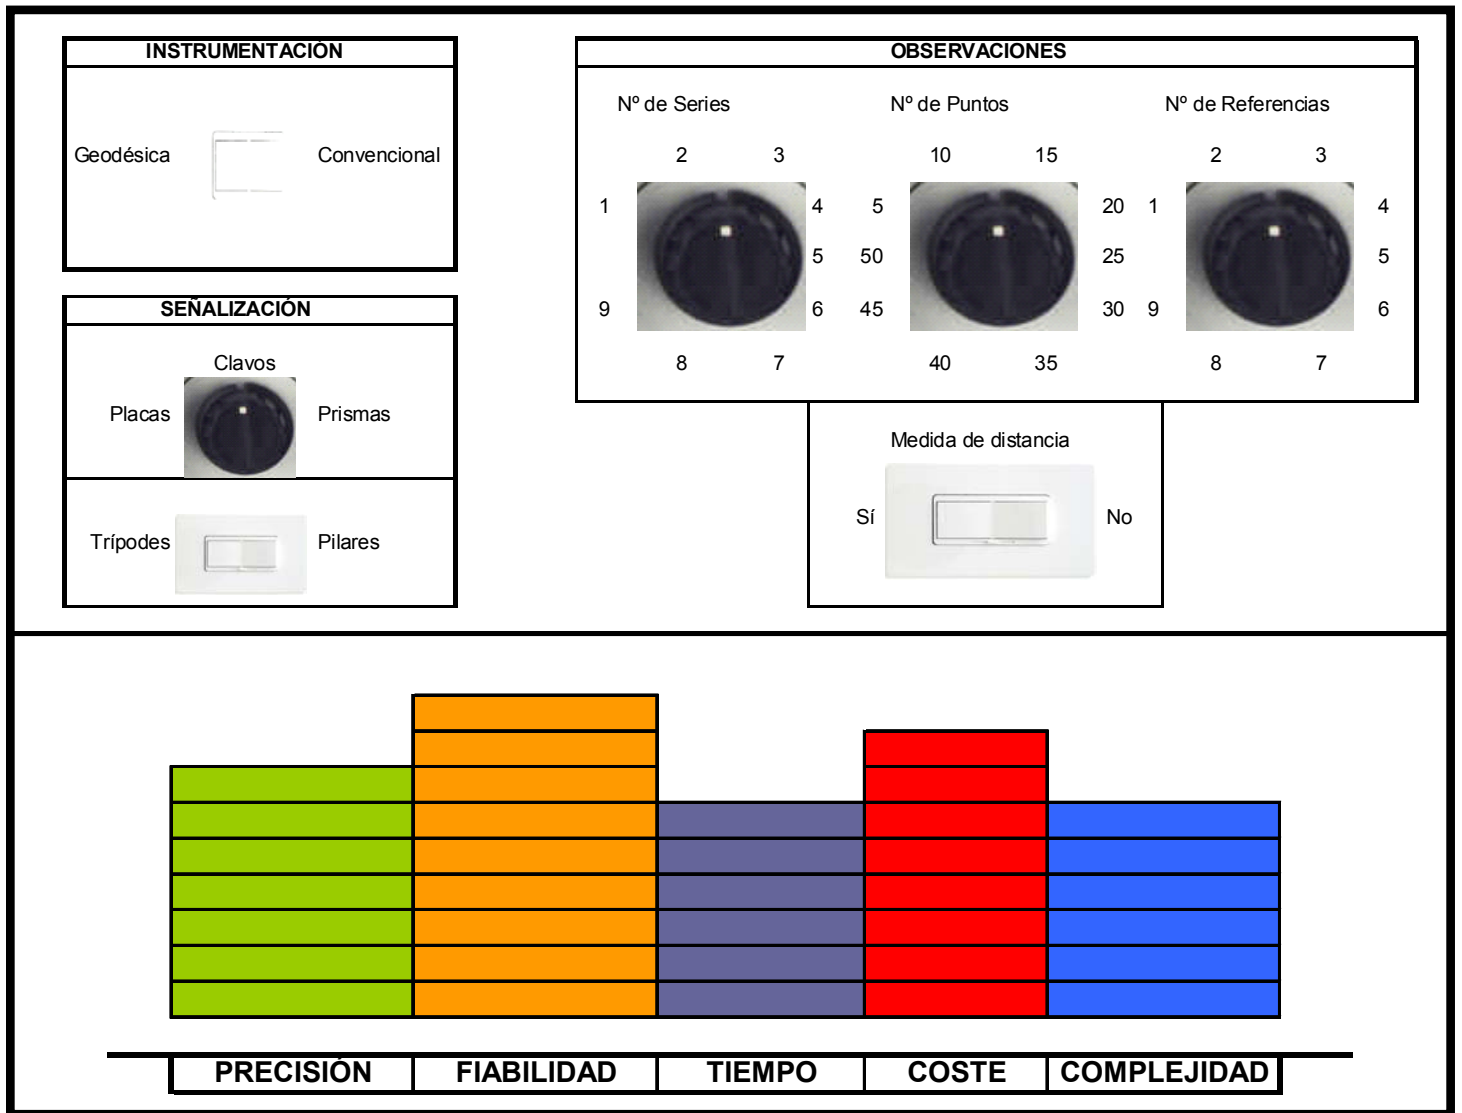 INSTRUMENTACIÓN
Geodésica
Convencional
SEÑALIZACIÓN
Clavos
Placas
Prismas
Trípodes
Pilares
OBSERVACIONES
Nº de Series
Nº de Puntos
Nº de Referencias
2 3
1 4
5
9 6
8 7
10 15
5 20
50 25
45 30
40 35
2 3
1 4
5
9 6
8 7
Medida de distancia
Sí
No
PRECISIÓN
FIABILIDAD
TIEMPO
COSTE
COMPLEJIDAD